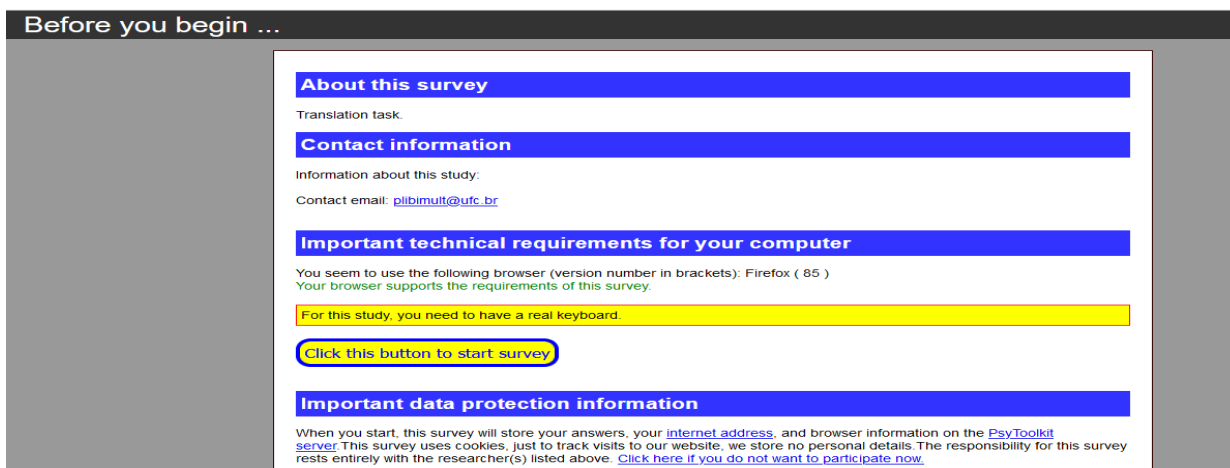 Before you begin ...
About this survey
Translation task.
Contact information
Information about this study:
Contact email: plibimult@ufc.br
Important technical requirements for your computer
You seem to use the following browser (version number in brackets): Firefox ( 85 )
Your browser supports the requirements of this survey.
For this study, you need to have a real keyboard.
Click this button to start survey
Important data protection information
When you start, this survey will store your answers, your internet address, and browser information on the PsyToolkit
server.This survey uses cookies, just to track visits to our website, we store no personal details.The responsibility for this survey
rests entirely with the researcher(s) listed above. Click here if you do not want to participate now.